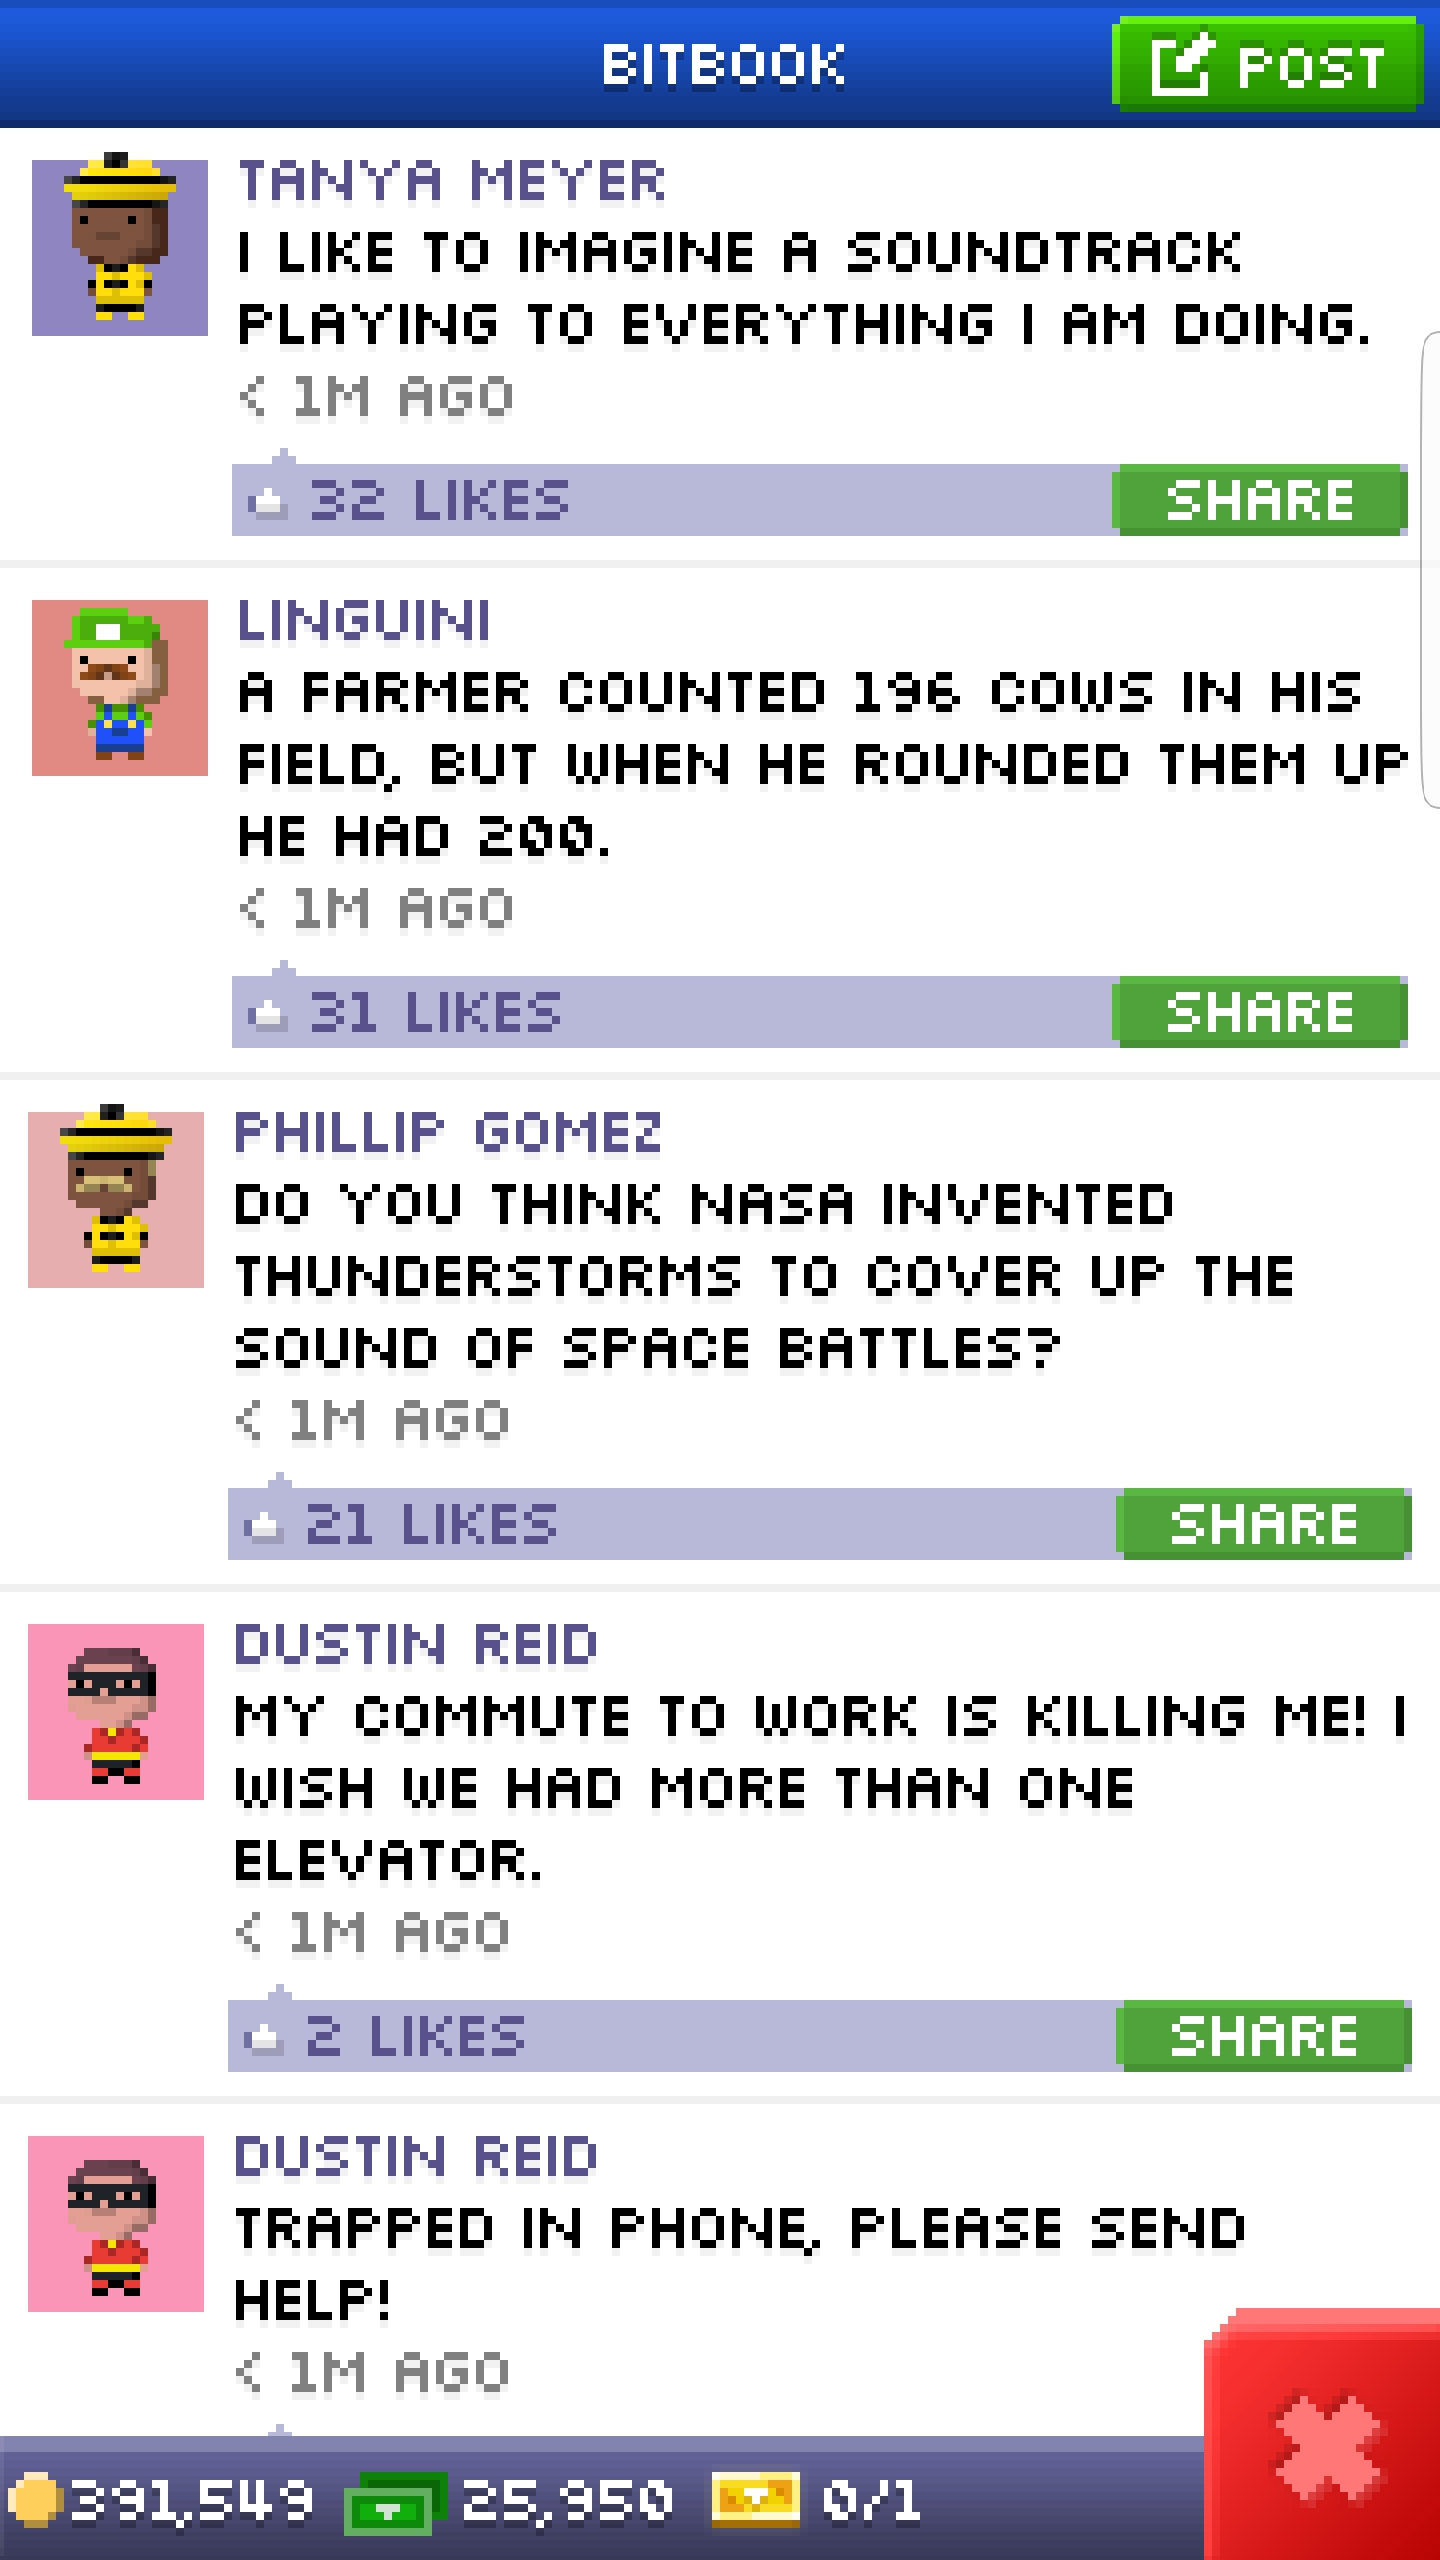 BITBOOK
POST
TANYA MEYER
I LIKE TO IMAGINE A SOUNDTRACK
PLAYING TO EVERYTHING I AM DOING.
< 1M AGO
32 LIKES
SHARE
LINGUINI
A FARMER COUNTED 196 COWS IN HIS
FIELD, BUT WHEN HE ROUNDED THEM UP
HE HAD 200.
< 1M AGO
31 LIKES
SHARE
PHILLIP GOMEZ
DO YOU THINK NASA INVENTED
THUNDERSTORMS TO COVER UP THE
SOUND OF SPACE BATTLES?
< 1M AGO
21 LIKES
SHARE
DUSTIN REID
MY COMMUTE TO WORK IS KILLING ME! I
WISH WE HAD MORE THAN ONE
ELEVATOR.
< 1M AGO
2 LIKES
SHARE
DUSTIN REID
TRAPPED IN PHONE, PLEASE SEND
HELP!
< 1M AGO
391,549
25,950
0/1